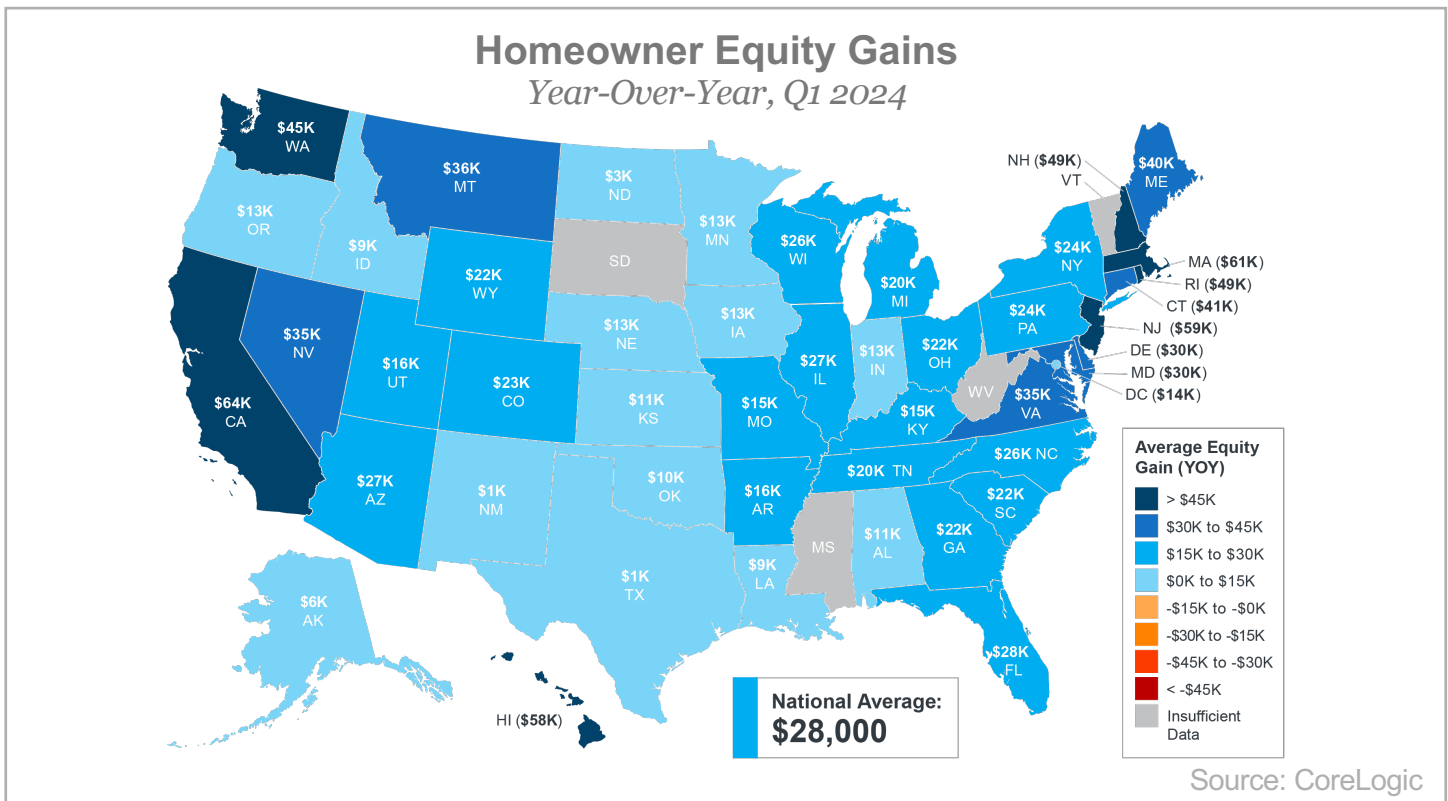 Homeowner Equity Gains
Year-Over-Year, Q1 2024
$45K
WA
$36K
MT
$3K
ND
$13K
MN
$13K
OR
$9K
ID
$22K
WY
SD
$26K
WI
$20K
MI
$24K
NY
NH ($49K)
VT
$40K
ME
MA ($61K)
RI ($49K)
CT ($41K)
NJ ($59K)
DE ($30K)
MD ($30K)
DC ($14K)
$35K
NV
$16K
UT
$23K
CO
$13K
NE
$13K
IA
$27K
IL
$13K
IN
$22K
OH
$24K
PA
WV
$35K
VA
$64K
CA
$11K
KS
$15K
MO
$15K
KY
$26K NC
$20K TN
$27K
AZ
$1K
NM
$10K
OK
$16K
AR
$22K
SC
$1K
TX
$9K
LA
MS
$11K
AL
$22K
GA
$28K
FL
$6K
AK
HI ($58K)
National Average:
$28,000
Average Equity
Gain (YOY)
> $45K
$30K to $45K
$15K to $30K
$0K to $15K
-$15K to -$0K
-$30K to -$15K
-$45K to -$30K
< -$45K
Insufficient
Data
Source: CoreLogic